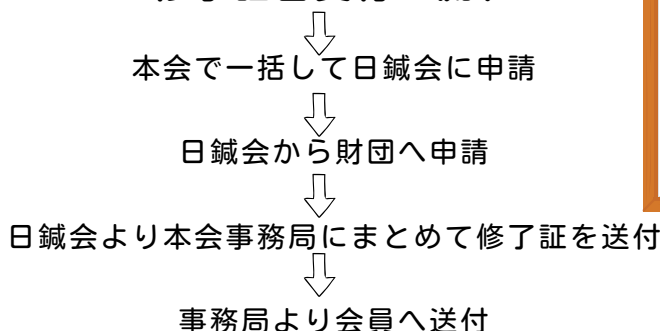 本会で一括して日鍼会に申請
日鍼会から財団へ申請
日鍼会より本会事務局にまとめて修了証を送付
事務局より会員へ送付